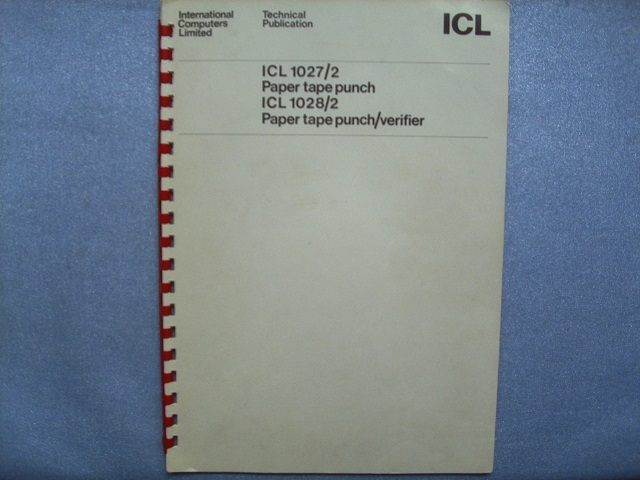 International
Computers
Limited
Technical
Publication
ICL
ICL 1027/2
Paper tape punch
ICL 1028/2
Paper tape punch/verifier